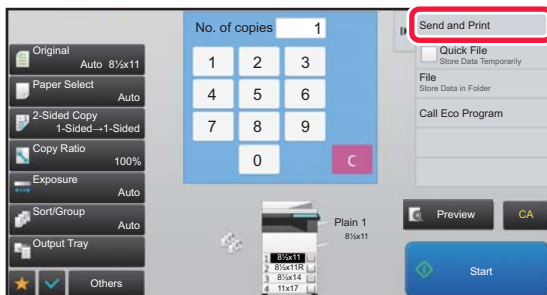 No. of copies 1
Original
Auto 8½x11
Paper Select
Auto
2-Sided Copy
1-Sided→1-Sided
Copy Ratio
100%
Exposure
Auto
Sort/Group
Auto
Output Tray
Others
1 2 3
4 5 6
7 8 9
0 C
Plain 1
8½x11
1 8½x11
2 8½x11R
3 8½x14
4 11x17
Send and Print
Quick File
Store Data Temporarily
File
Store Data in Folder
Call Eco Program
Preview
CA
Start